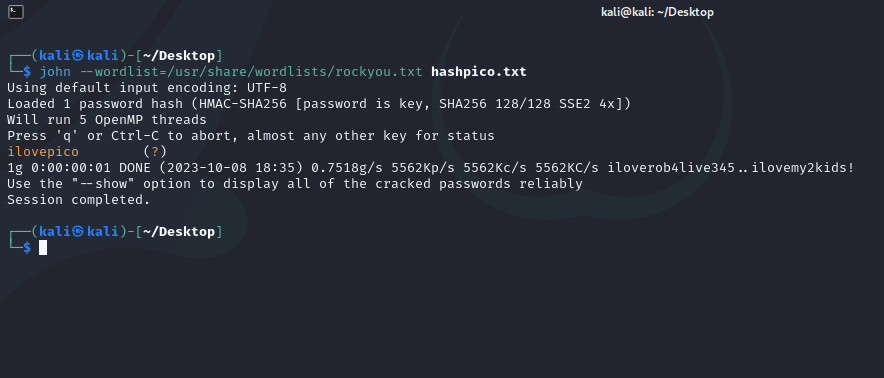 kali@kali: ~/Desktop
┌──(kali㉿kali)-[~/Desktop]
└─$ john --wordlist=/usr/share/wordlists/rockyou.txt hashpico.txt
Using default input encoding: UTF-8
Loaded 1 password hash (HMAC-SHA256 [password is key, SHA256 128/128 SSE2 4x])
Will run 5 OpenMP threads
Press 'q' or Ctrl-C to abort, almost any other key for status
ilovepico        (?)
1g 0:00:00:01 DONE (2023-10-08 18:35) 0.7518g/s 5562Kp/s 5562Kc/s 5562KC/s iloverob4live345..ilovemy2kids!
Use the "--show" option to display all of the cracked passwords reliably
Session completed.
┌──(kali㉿kali)-[~/Desktop]
└─$